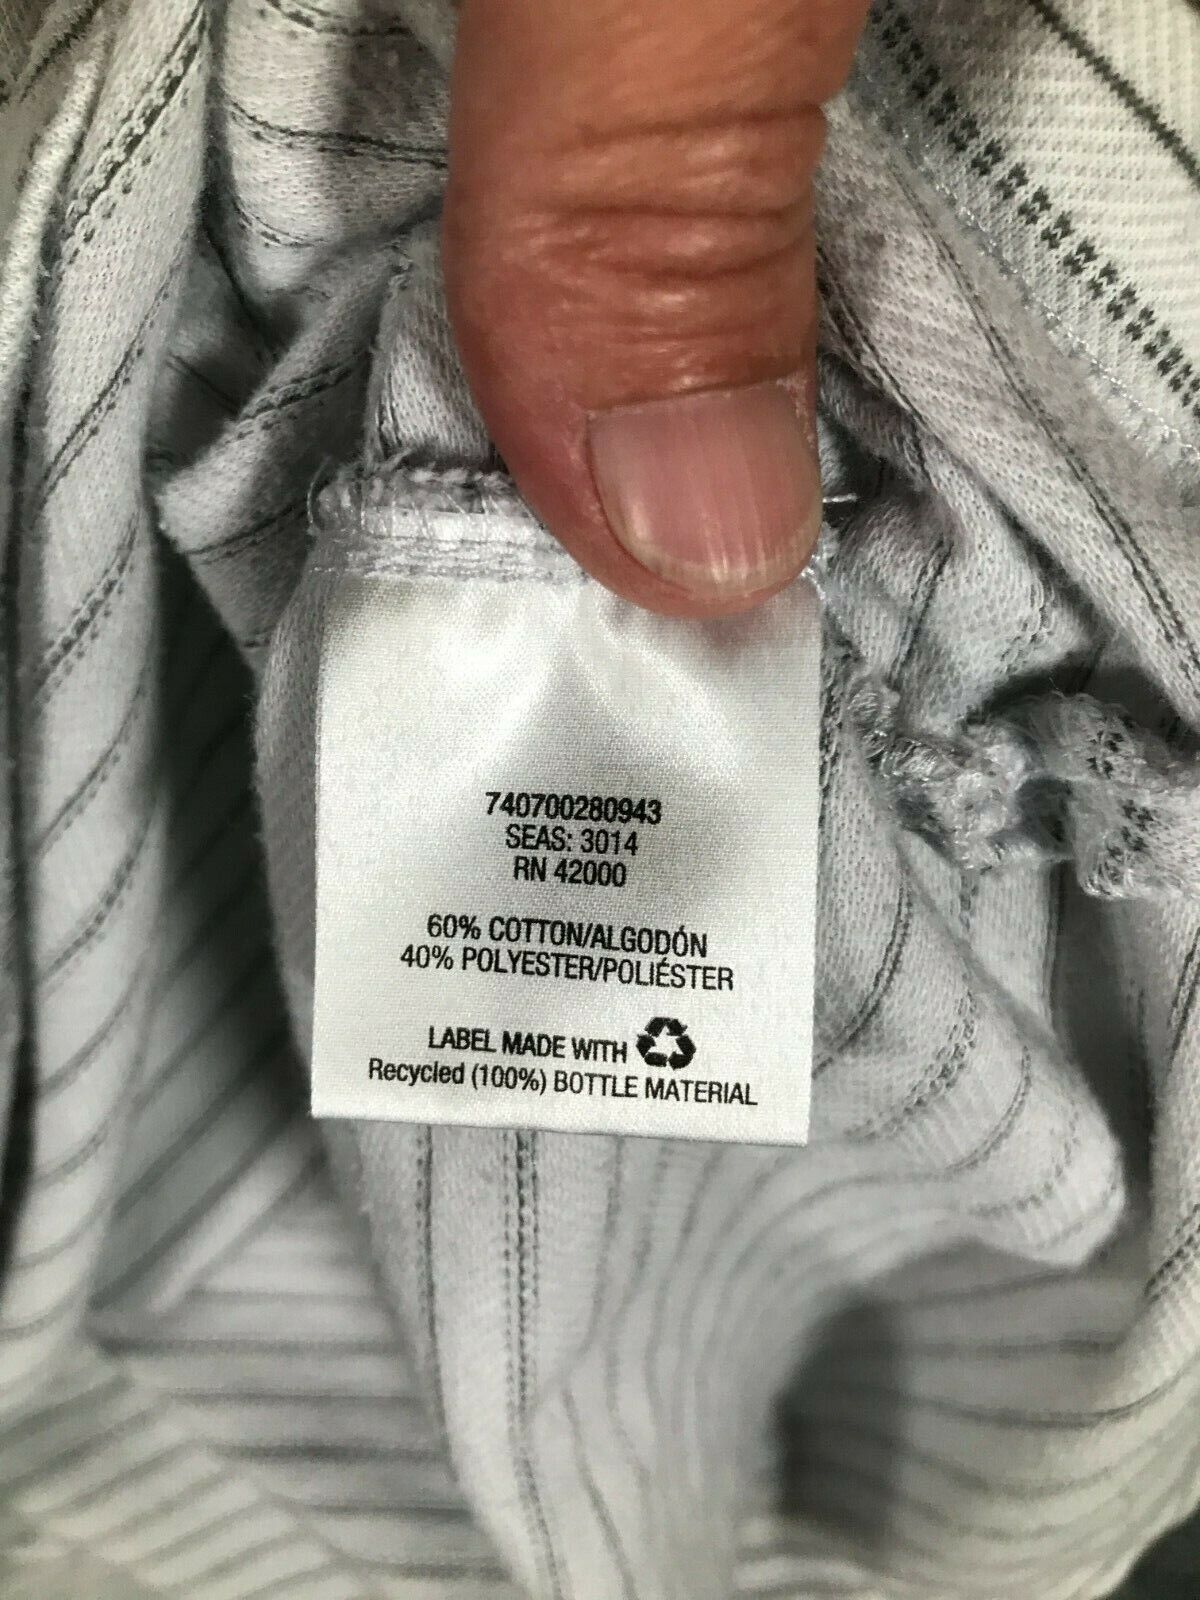 740700280943
SEAS: 3014
RN 42000
60% COTTON/ALGODÓN
40% POLYESTER/POLIÉSTER
LABEL MADE WITH
Recycled (100%) BOTTLE MATERIAL